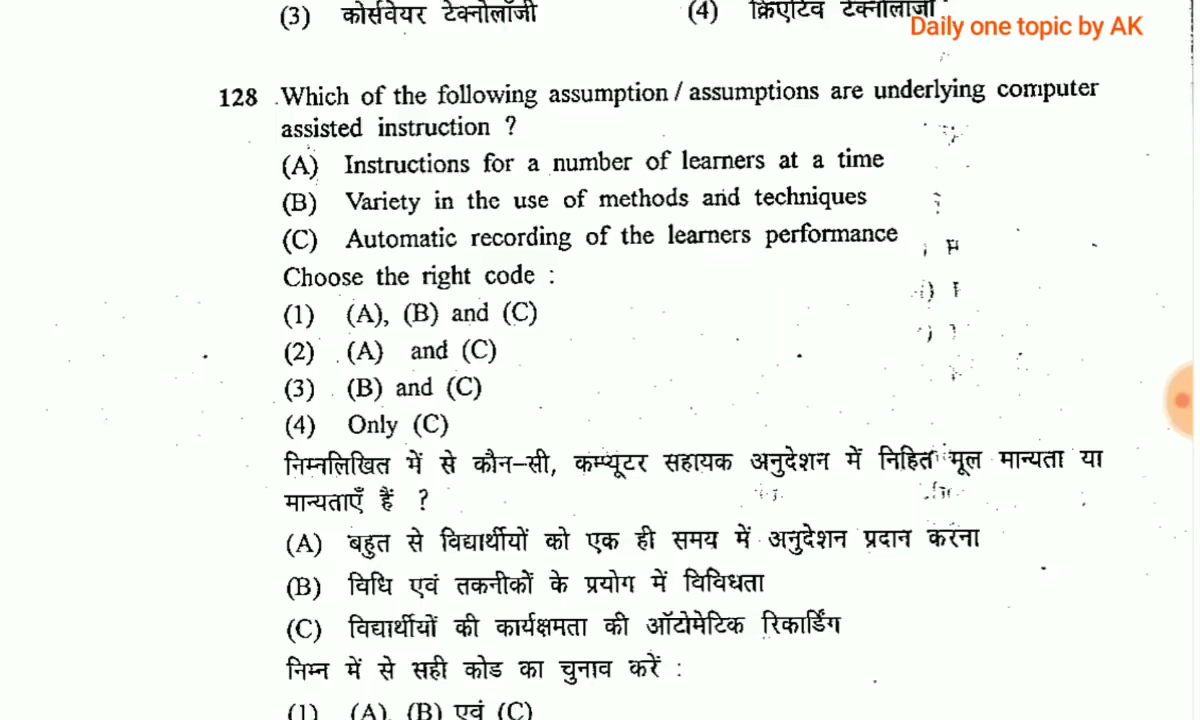 (3) कोर्सवेयर टेक्नोलॉजी (4) क्रिएटिव टेक्नोलॉजी
Daily one topic by AK
128 Which of the following assumption / assumptions are underlying computer
assisted instruction ?
(A) Instructions for a number of learners at a time
(B) Variety in the use of methods and techniques
(C) Automatic recording of the learners performance
Choose the right code :
(1) (A), (B) and (C)
(2) (A) and (C)
(3) (B) and (C)
(4) Only (C)
निम्नलिखित में से कौन-सी, कम्प्यूटर सहायक अनुदेशन में निहित मूल मान्यता या
मान्यताएँ हैं ?
(A) बहुत से विद्यार्थीयों को एक ही समय में अनुदेशन प्रदान करना
(B) विधि एवं तकनीकों के प्रयोग में विविधता
(C) विद्यार्थीयों की कार्यक्षमता की ऑटोमेटिक रिकार्डिंग
निम्न में से सही कोड का चुनाव करें :
(1) (A), (B) एवं (C)